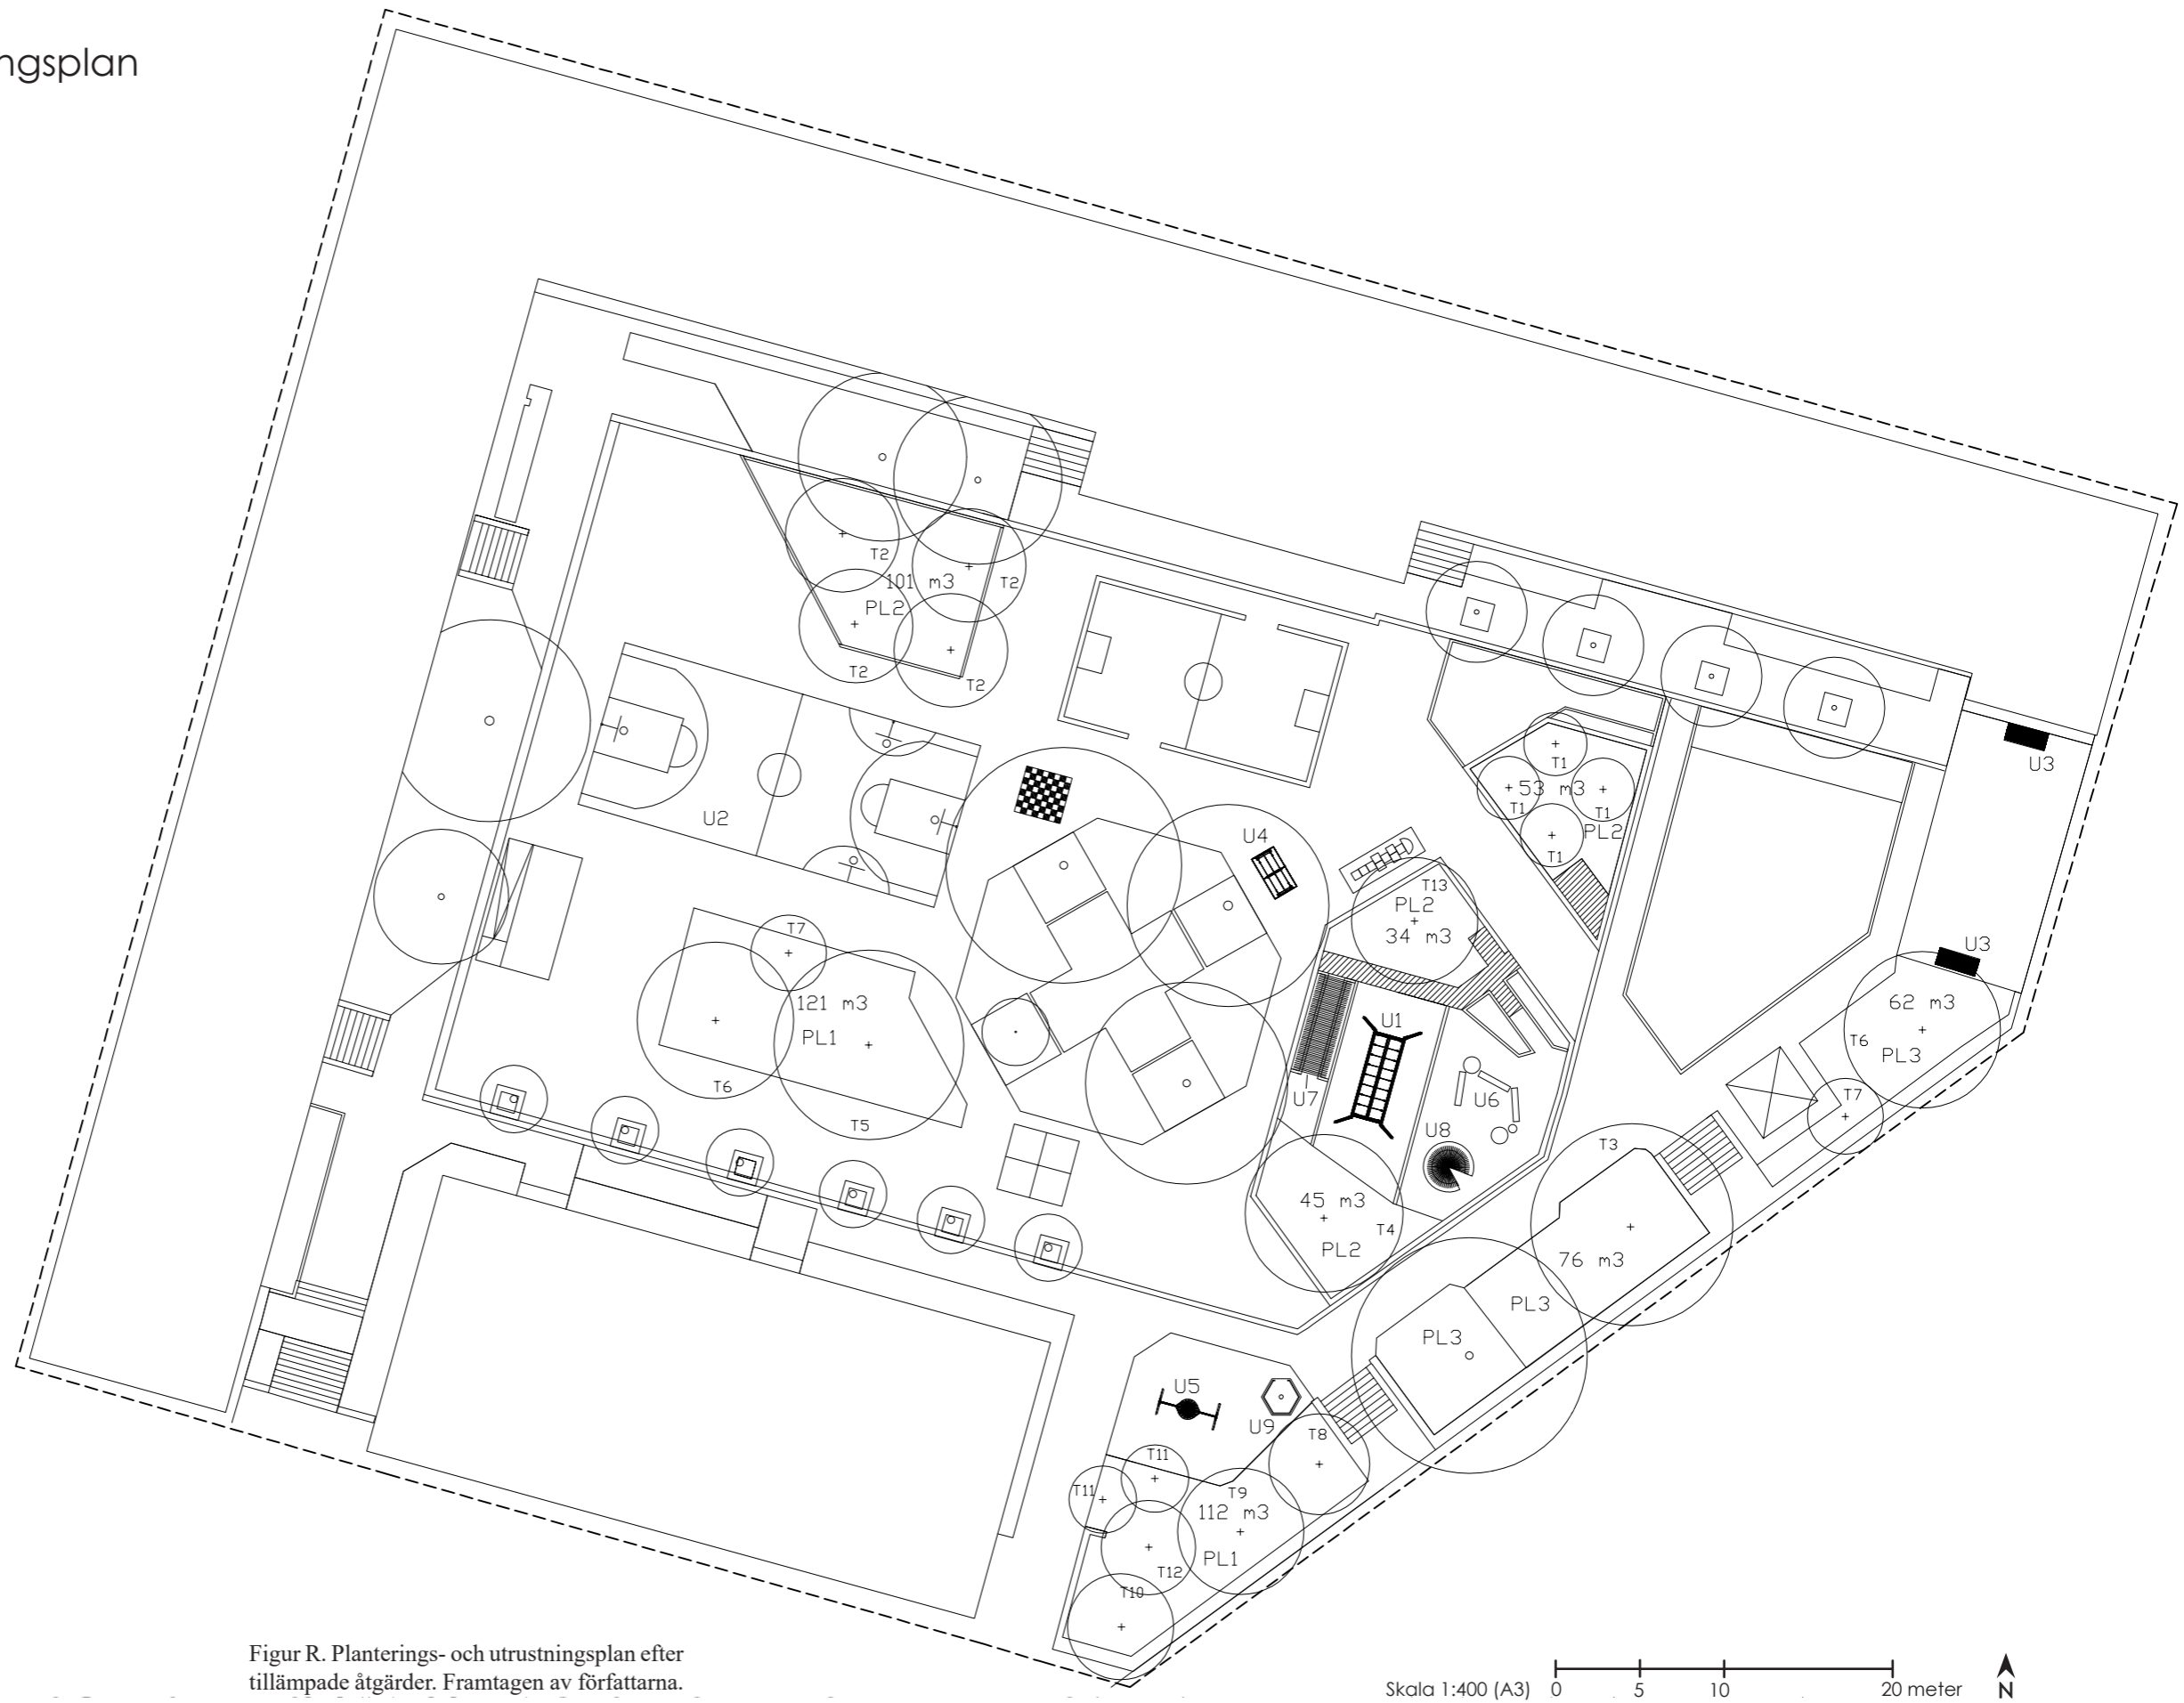 ngsplan
T2
101 m3
T2
PL2
T2
T2
U3
T1
53 m3
T1
T1
PL2
T1
U2
U4
T13
PL2
34 m3
T7
U3
121 m3
62 m3
PL1
U1
T6
PL3
T6
U7
U6
T7
T5
U8
T3
45 m3
T4
PL2
76 m3
PL3
PL3
U5
U9
T8
T11
T11
T9
112 m3
PL1
T12
T10
Figur R. Planterings- och utrustningsplan efter
tillämpade åtgärder. Framtagen av författarna.
Skala 1:400 (A3) 0 5 10 20 meter N